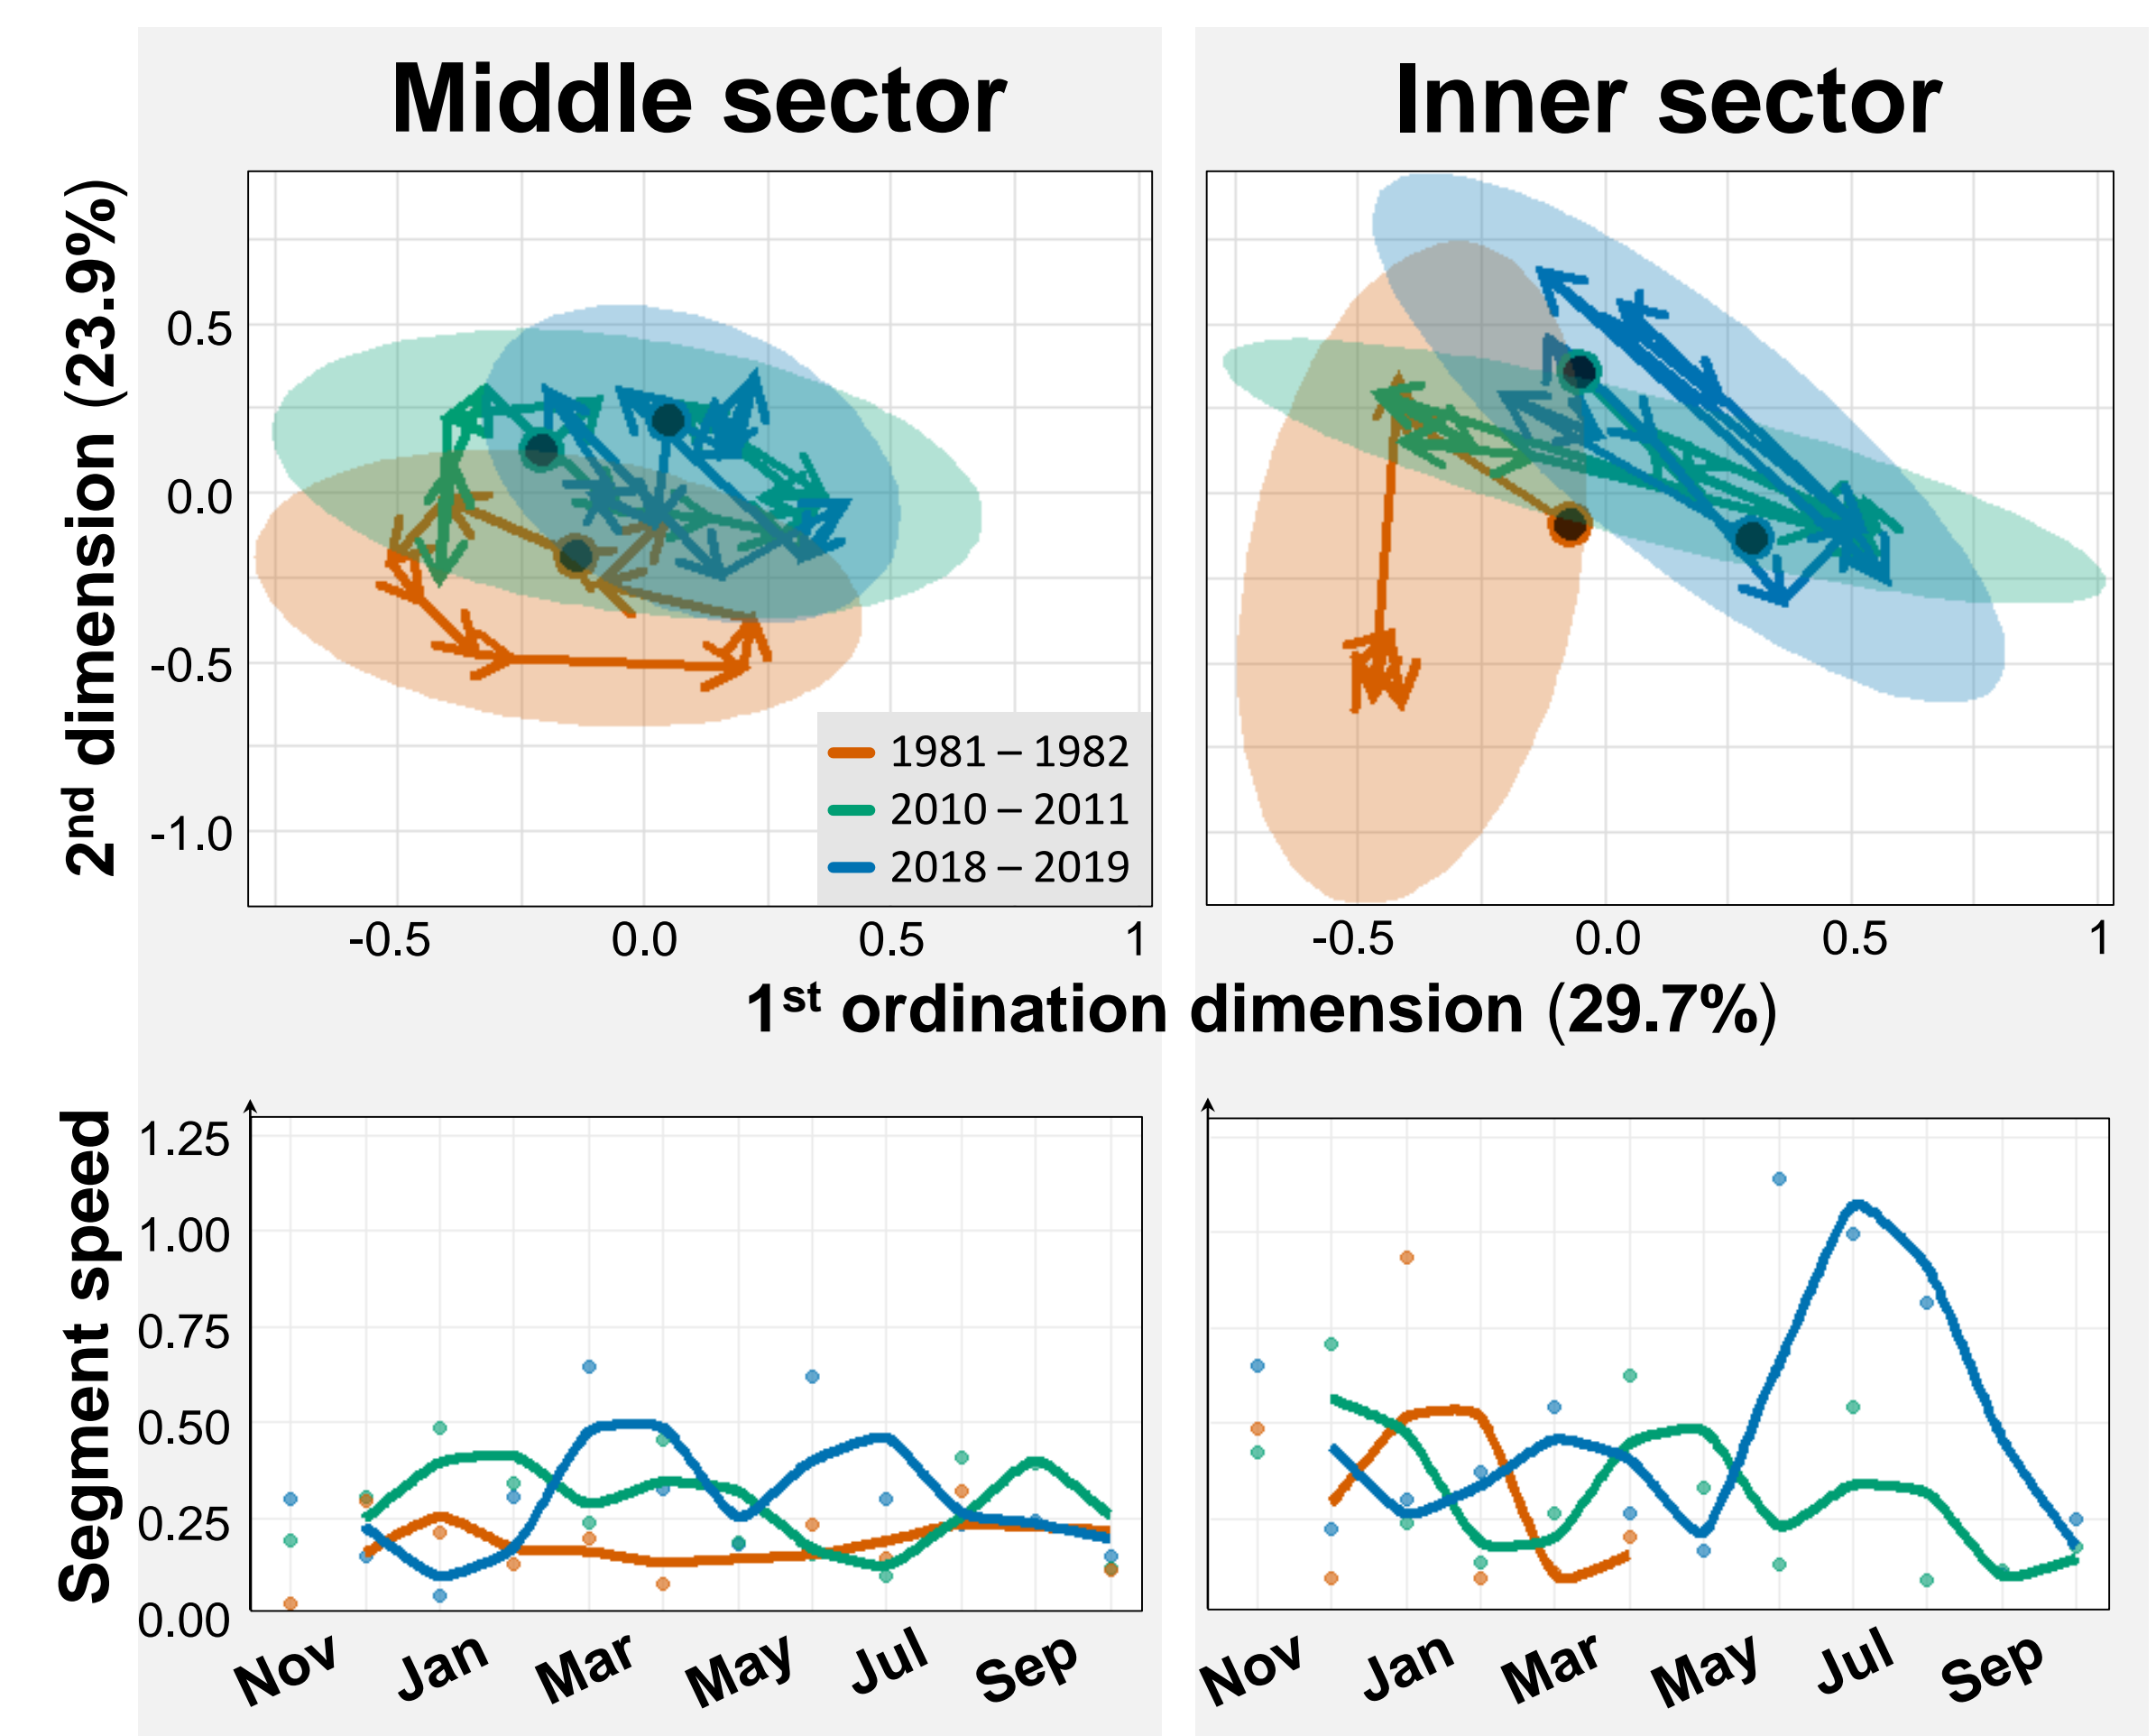 Middle sector
Inner sector
2nd dimension (23.9%)
0.5
0.0
-0.5
-1.0
1981 – 1982
2010 – 2011
2018 – 2019
-0.5 0.0 0.5 1
-0.5 0.0 0.5 1
1st ordination dimension (29.7%)
Segment speed
1.25
1.00
0.75
0.50
0.25
0.00
Nov Jan Mar May Jul Sep
Nov Jan Mar May Jul Sep